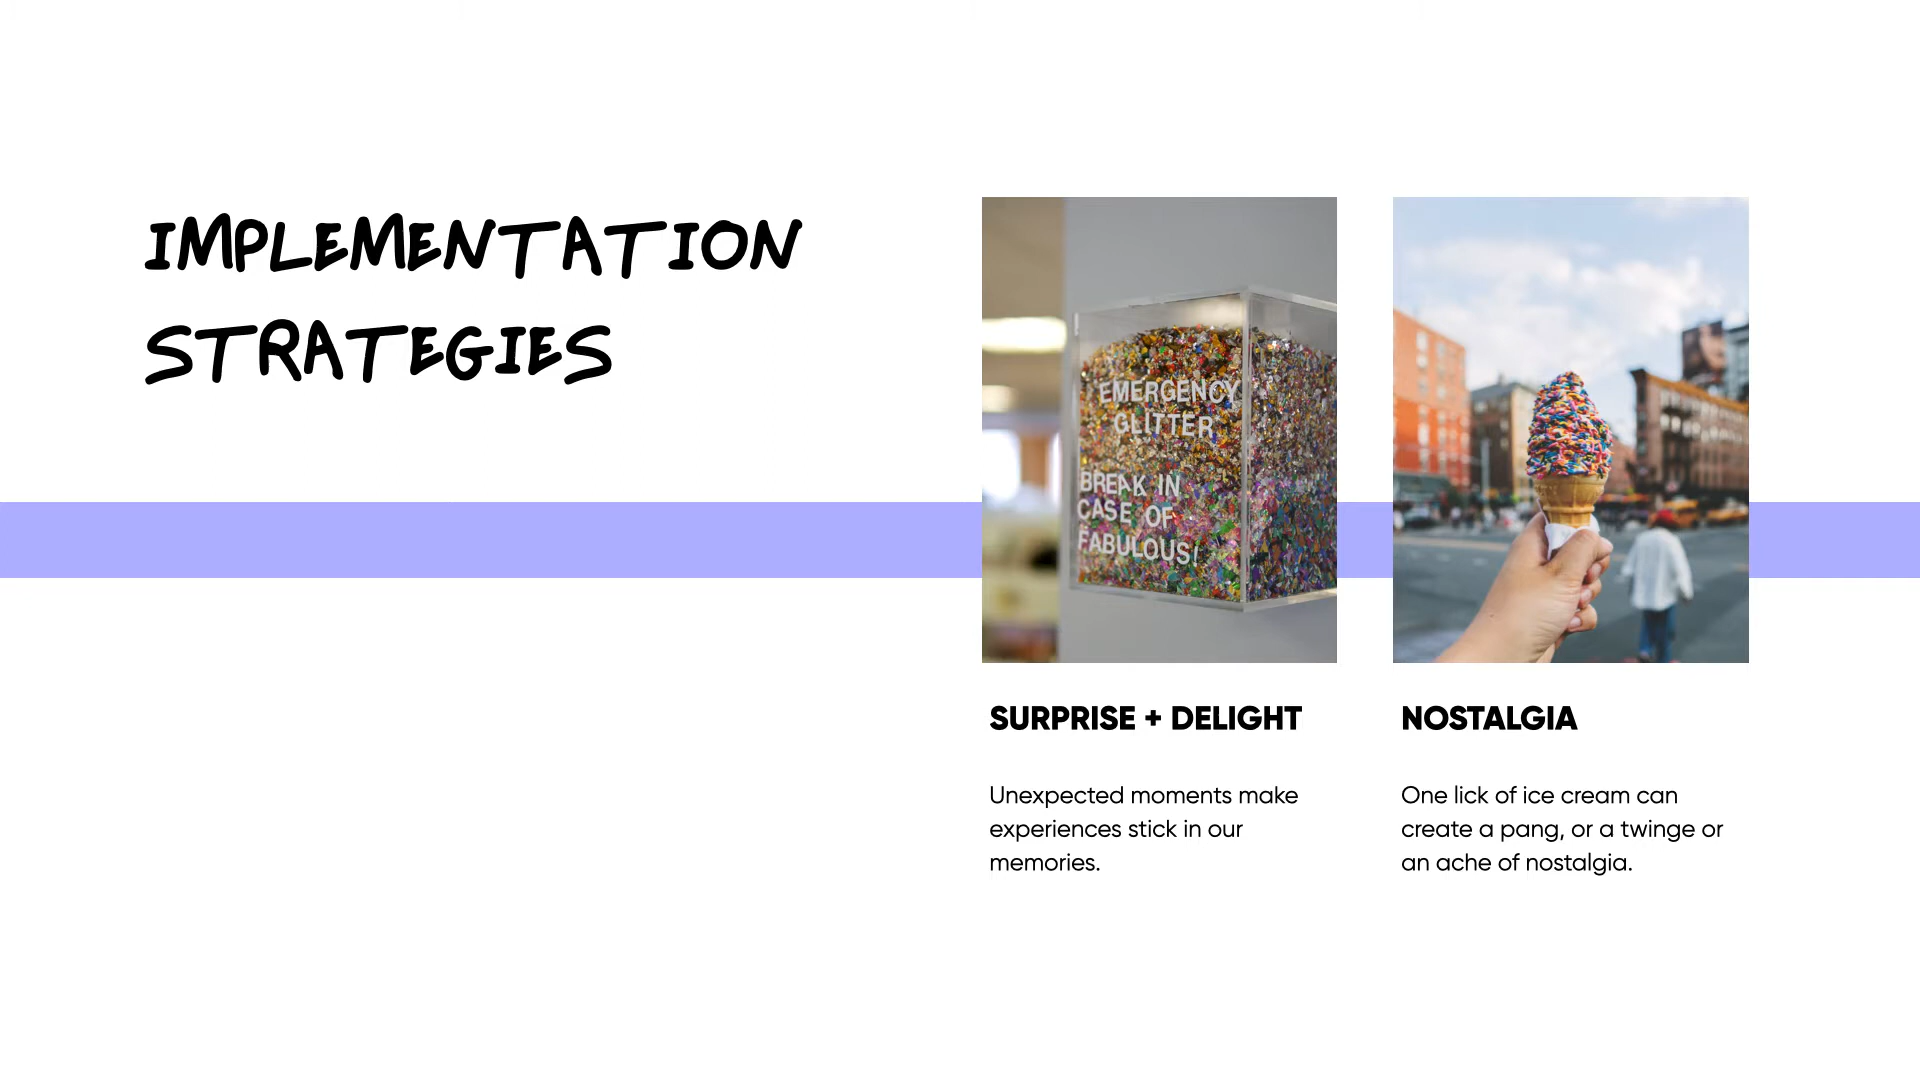 IMPLEMENTATION
STRATEGIES
EMERGENCY
GLITTER
BREAK IN
CASE OF
FABULOUS!
SURPRISE + DELIGHT
Unexpected moments make
experiences stick in our
memories.
NOSTALGIA
One lick of ice cream can
create a pang, or a twinge or
an ache of nostalgia.